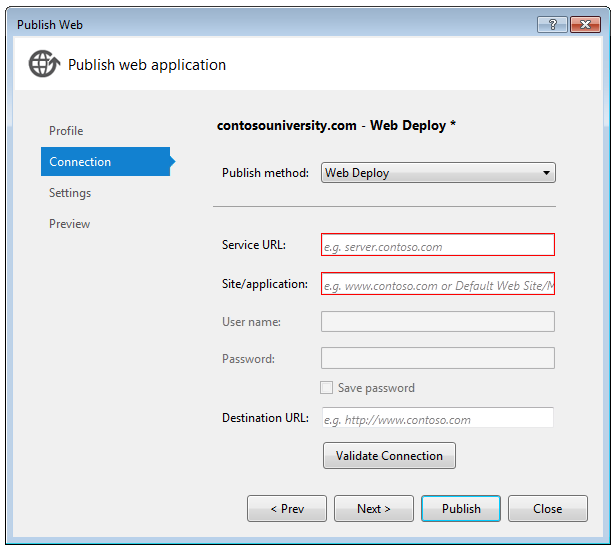 Publish Web
?
Publish web application
Profile
Connection
Settings
Preview
contosouniversity.com - Web Deploy *
Publish method: Web Deploy
Service URL: e.g. server.contoso.com
Site/application: e.g. www.contoso.com or Default Web Site/M
User name:
Password:
Save password
Destination URL: e.g. http://www.contoso.com
Validate Connection
< Prev Next > Publish Close